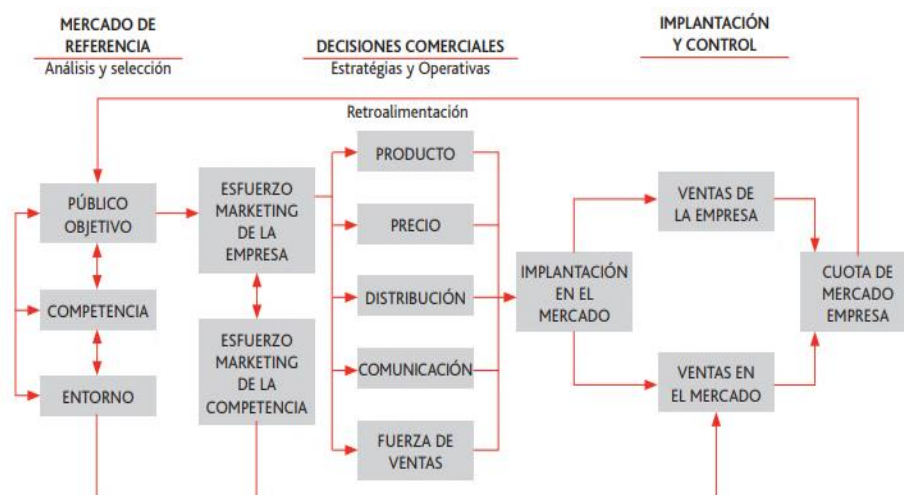 MERCADO DE
REFERENCIA
Análisis y selección
DECISIONES COMERCIALES
Estratégias y Operativas
IMPLANTACIÓN
Y CONTROL
Retroalimentación
PÚBLICO
OBJETIVO
COMPETENCIA
ENTORNO
ESFUERZO
MARKETING
DE LA
EMPRESA
ESFUERZO
MARKETING
DE LA
COMPETENCIA
PRODUCTO
PRECIO
DISTRIBUCIÓN
COMUNICACIÓN
FUERZA DE
VENTAS
IMPLANTACIÓN
EN EL
MERCADO
VENTAS DE
LA EMPRESA
VENTAS EN
EL MERCADO
CUOTA DE
MERCADO
EMPRESA